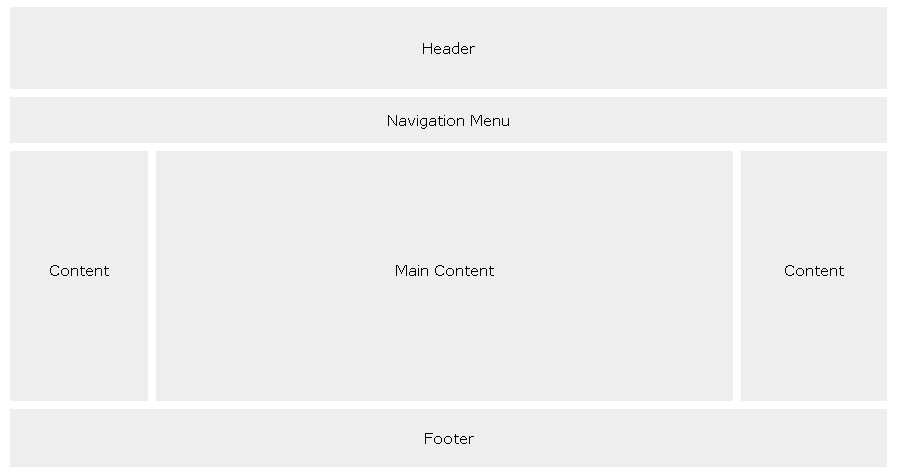 Header
Navigation Menu
Content
Main Content
Content
Footer